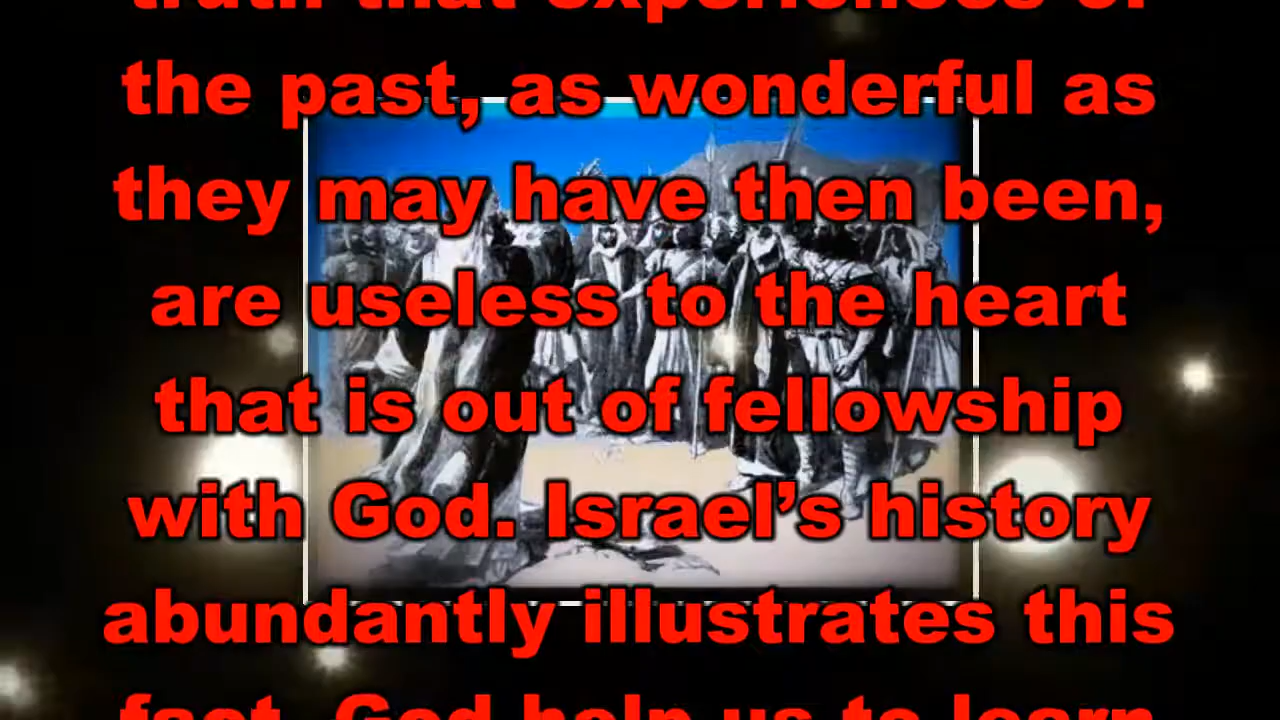 truth that experiences of
the past, as wonderful as
they may have then been,
are useless to the heart
that is out of fellowship
with God. Israel’s history
abundantly illustrates this
fact. God help us to learn